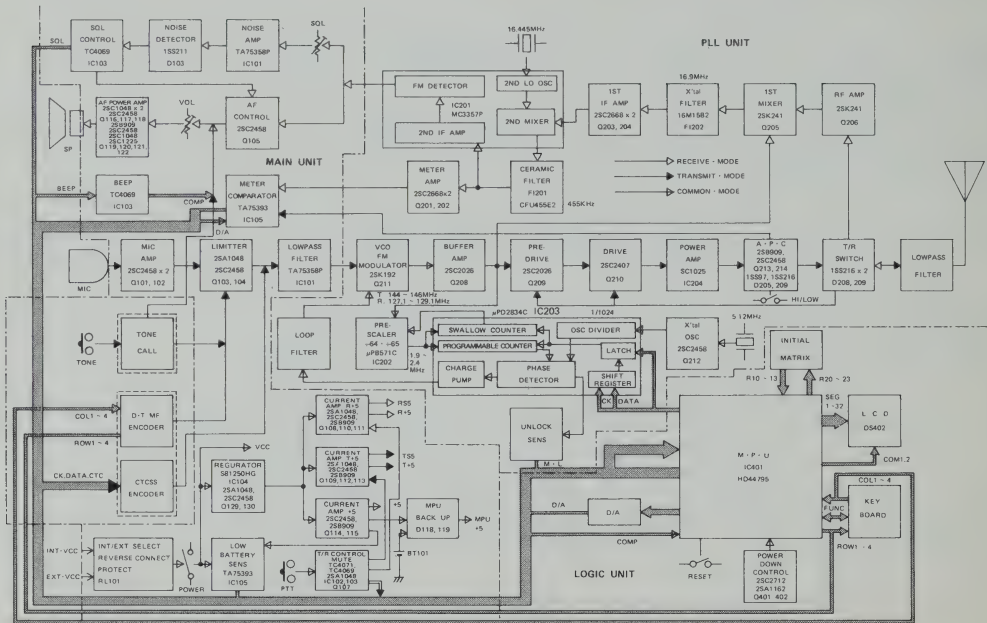 SQL
SQL
CONTROL
TC4069
IC103
NOISE
DETECTOR
1SS211
D103
NOISE
AMP
TA75358P
IC101
SQL
16.445MHz
PLL UNIT
SP
AF POWER AMP
2SC1048 x 2
2SC2458
Q116,117,118
2SB909
2SC2458
2SC1048
2SC1225
Q119,120,121,
122
VOL
AF
CONTROL
2SC2458
Q105
FM DETECTOR
2ND LO OSC
IC201
MC3357P
2ND IF AMP
2ND MIXER
1ST
IF AMP
2SC2668 x 2
Q203, 204
16.9MHz
X'tal
FILTER
16M15B2
FI202
1ST
MIXER
2SK241
Q205
RF AMP
2SK241
Q206
MAIN UNIT
BEEP
BEEP
TC4069
IC103
COMP
D/A
METER
COMPARATOR
TA75393
IC105
METER
AMP
2SC2668x2
Q201, 202
CERAMIC
FILTER
FI201
CFU455E2
455KHz
RECEIVE · MODE
TRANSMIT · MODE
COMMON · MODE
MIC
MIC
AMP
2SC2458 x 2
Q101, 102
LIMITTER
2SA1048
2SC2458
Q103, 104
LOWPASS
FILTER
TA75358P
IC101
VCO
FM
MODULATOR
2SK192
Q211
BUFFER
AMP
2SC2026
Q208
PRE-
DRIVE
2SC2026
Q209
DRIVE
2SC2407
Q210
POWER
AMP
SC1025
IC204
A · P · C
2SB909,
2SC2458
Q213, 214
1SS97, 1SS216
D205, 209
HI/LOW
T/R
SWITCH
1SS216 x 2
D208, 209
LOWPASS
FILTER
T 144 ~ 146MHz
R. 127.1 ~ 129.1MHz
TONE
TONE
CALL
LOOP
FILTER
PRE-
SCALER
÷64 · ÷65
μPB571C
IC202
1.9 ~
2.4
MHz
μPD2834C
IC203
1/1024
SWALLOW COUNTER
PROGRAMMABLE COUNTER
OSC DIVIDER
LATCH
CHARGE
PUMP
PHASE
DETECTOR
SHIFT
REGISTER
X'tal
OSC
2SC2458
Q212
5.12MHz
CK DATA
INITIAL
MATRIX
R10 ~ 13
R20 ~ 23
COL1 ~ 4
ROW1 ~ 4
D·T MF
ENCODER
CK.DATA.CTC
CTCSS
ENCODER
VCC
REGURATOR
S81250HG
IC104
2SA1048,
2SC2458
Q129, 130
CURRENT
AMP R+5
2SA1048,
2SC2458,
2SB909
Q108,110,111
RS5
R+5
CURRENT
AMP T+5
2SC2458
2SB909
Q109,112,113
TS5
T+5
CURRENT
AMP +5
2SC2458,
2SB909
Q114, 115
+5
MPU
BACK UP
D118, 119
MPU
+5
BT101
UNLOCK
SENS
M · L
M · P · U
IC401
HD44795
SEG
1 ~ 32
L C D
DS402
COM1,2
COL1 ~ 4
FUNC
KEY
BOARD
ROW1 ~ 4
D/A
D/A
COMP
INT-VCC
EXT-VCC
INT/EXT SELECT
REVERSE CONNECT
PROTECT
RL101
POWER
LOW
BATTERY
SENS
TA75393
IC105
PTT
T/R CONTROL
MUTE
TC4071,
TC4069
2SA1048
IC102, 103
Q107
LOGIC UNIT
RESET
POWER
DOWN
CONTROL
2SC2712
2SA1162
Q401 402